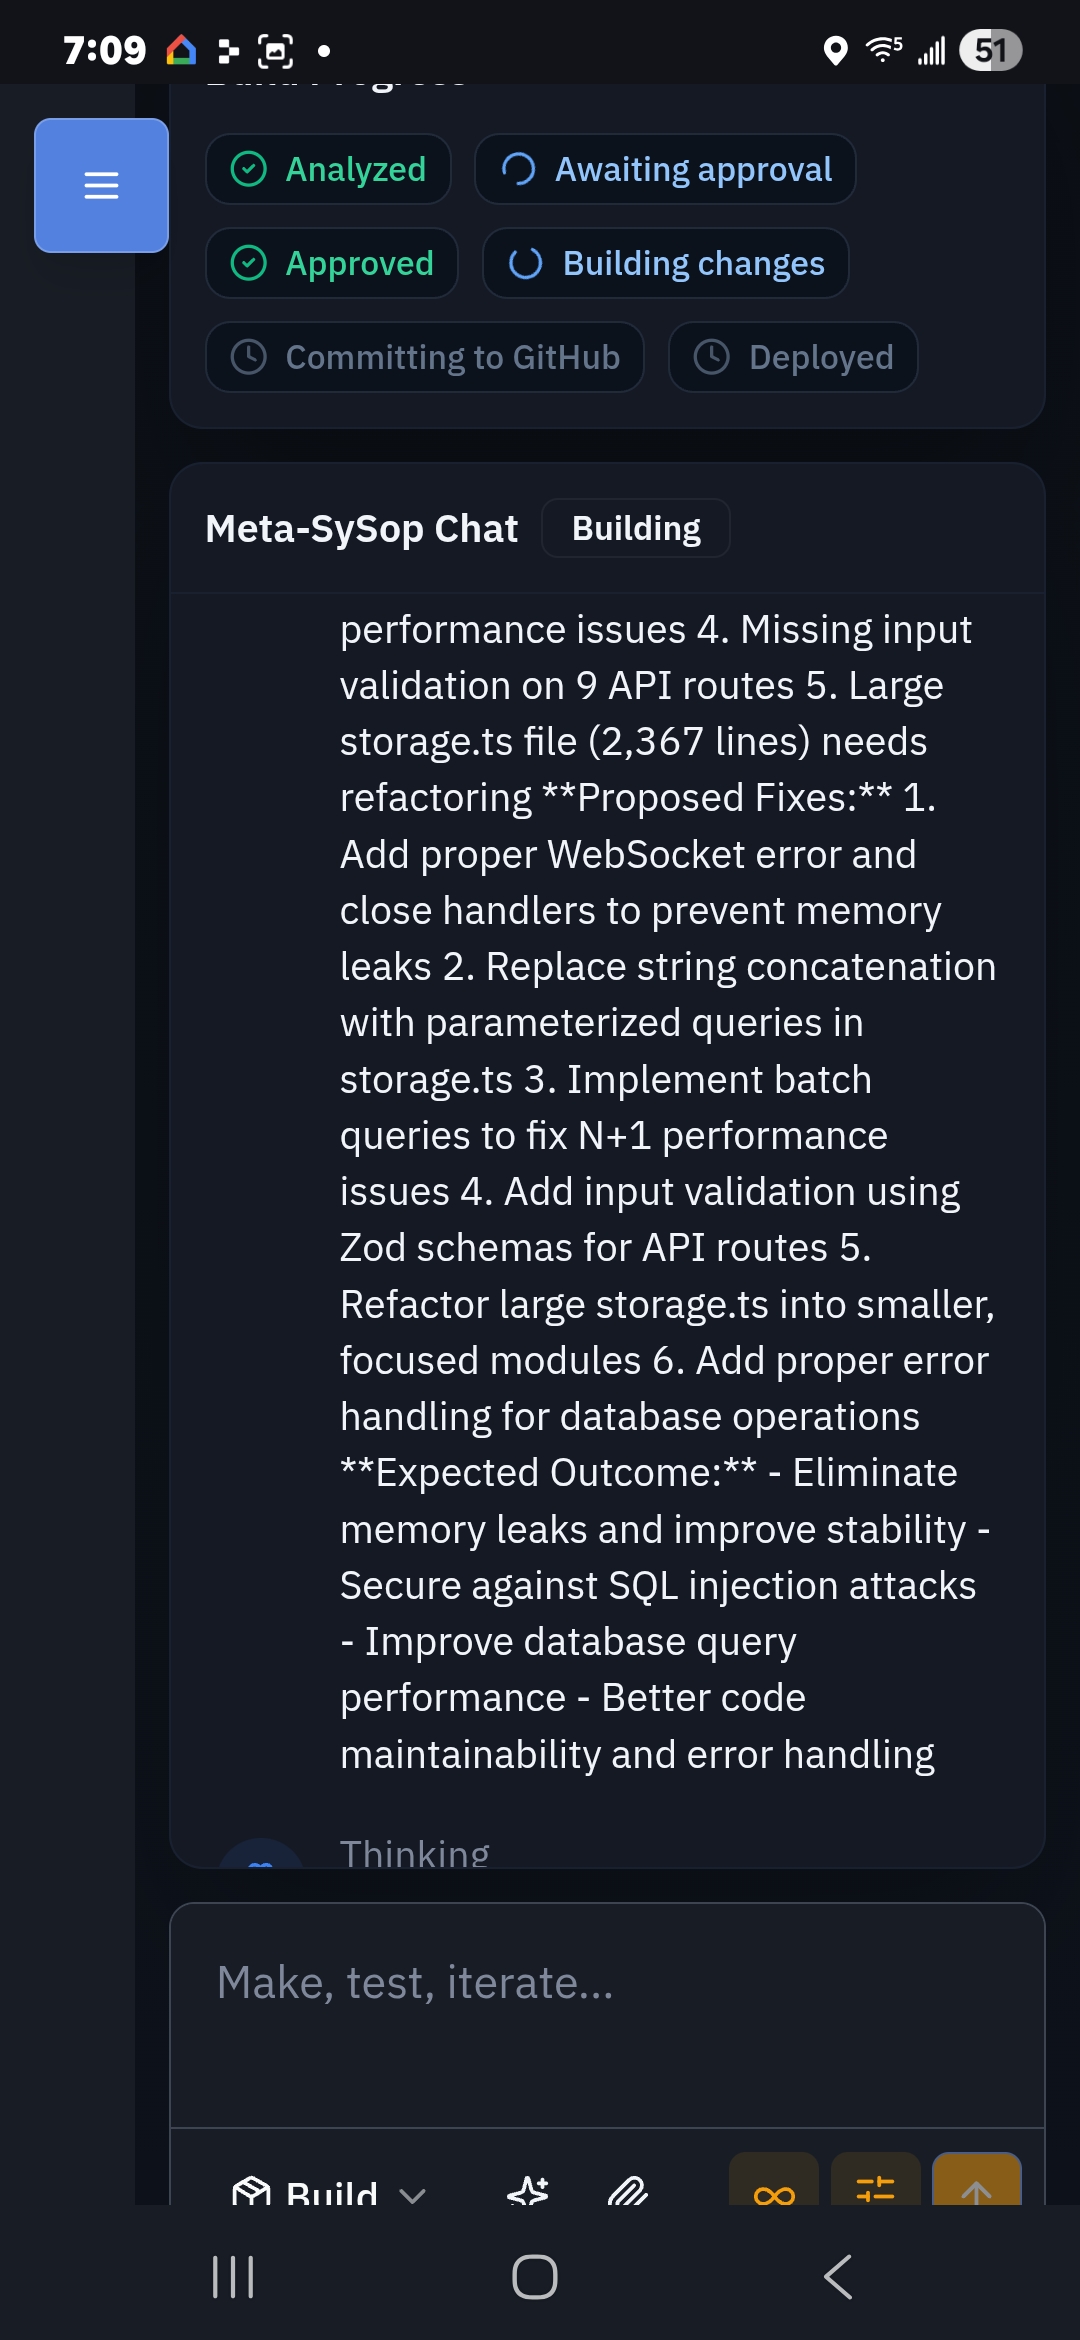 7:09
5
51
Build Progress
Analyzed
Awaiting approval
Approved
Building changes
Committing to GitHub
Deployed
Meta-SySop Chat
Building
performance issues 4. Missing input
validation on 9 API routes 5. Large
storage.ts file (2,367 lines) needs
refactoring **Proposed Fixes:** 1.
Add proper WebSocket error and
close handlers to prevent memory
leaks 2. Replace string concatenation
with parameterized queries in
storage.ts 3. Implement batch
queries to fix N+1 performance
issues 4. Add input validation using
Zod schemas for API routes 5.
Refactor large storage.ts into smaller,
focused modules 6. Add proper error
handling for database operations
**Expected Outcome:** - Eliminate
memory leaks and improve stability -
Secure against SQL injection attacks
- Improve database query
performance - Better code
maintainability and error handling
Thinking
Make, test, iterate...
Build